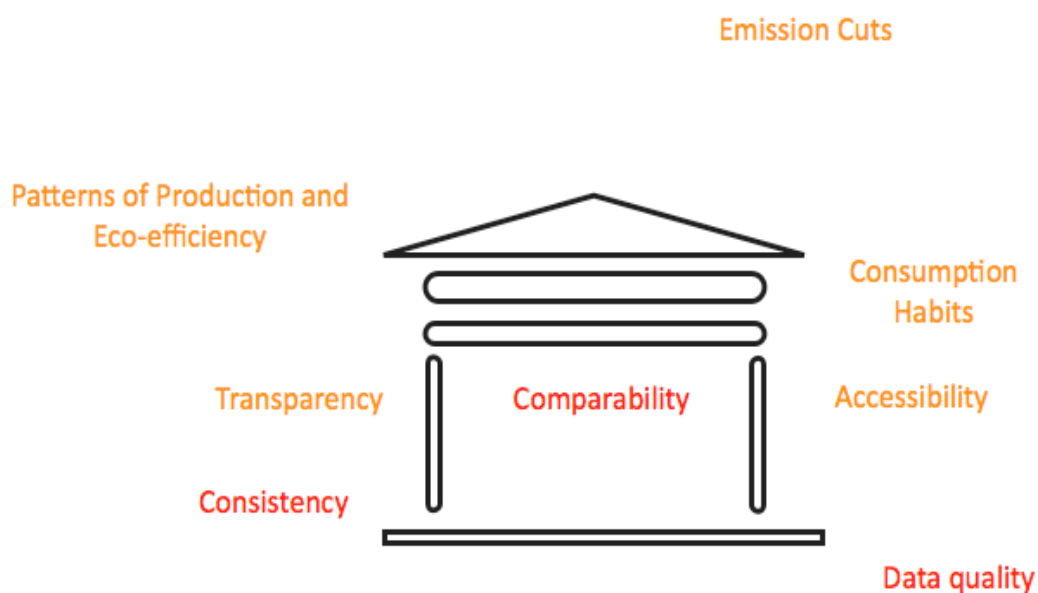 Emission Cuts
Patterns of Production and
Eco-efficiency
Consumption
Habits
Transparency
Comparability
Accessibility
Consistency
Data quality